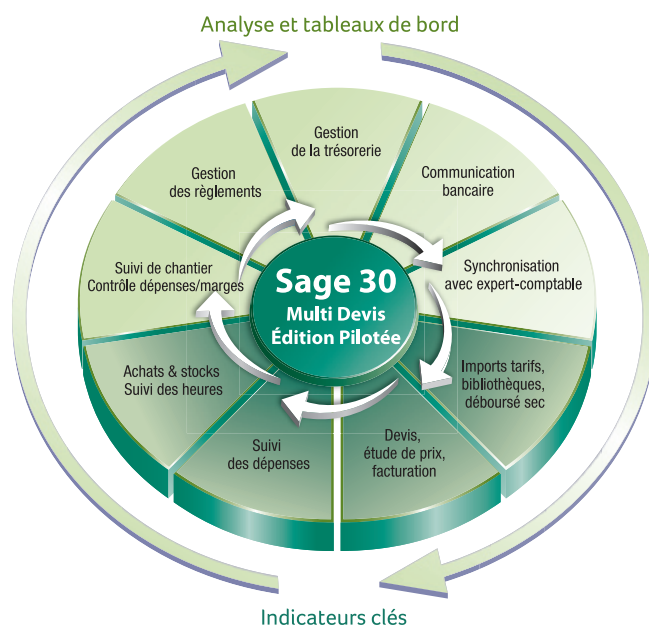 Analyse et tableaux de bord
Gestion
de la trésorerie
Communication
bancaire
Synchronisation
avec expert-comptable
Imports tarifs,
bibliothèques,
déboursé sec
Devis,
étude de prix,
facturation
Suivi
des dépenses
Achats & stocks
Suivi des heures
Suivi de chantier
Contrôle dépenses/marges
Gestion
des règlements
Sage 30
Multi Devis
Édition Pilotée
Indicateurs clés